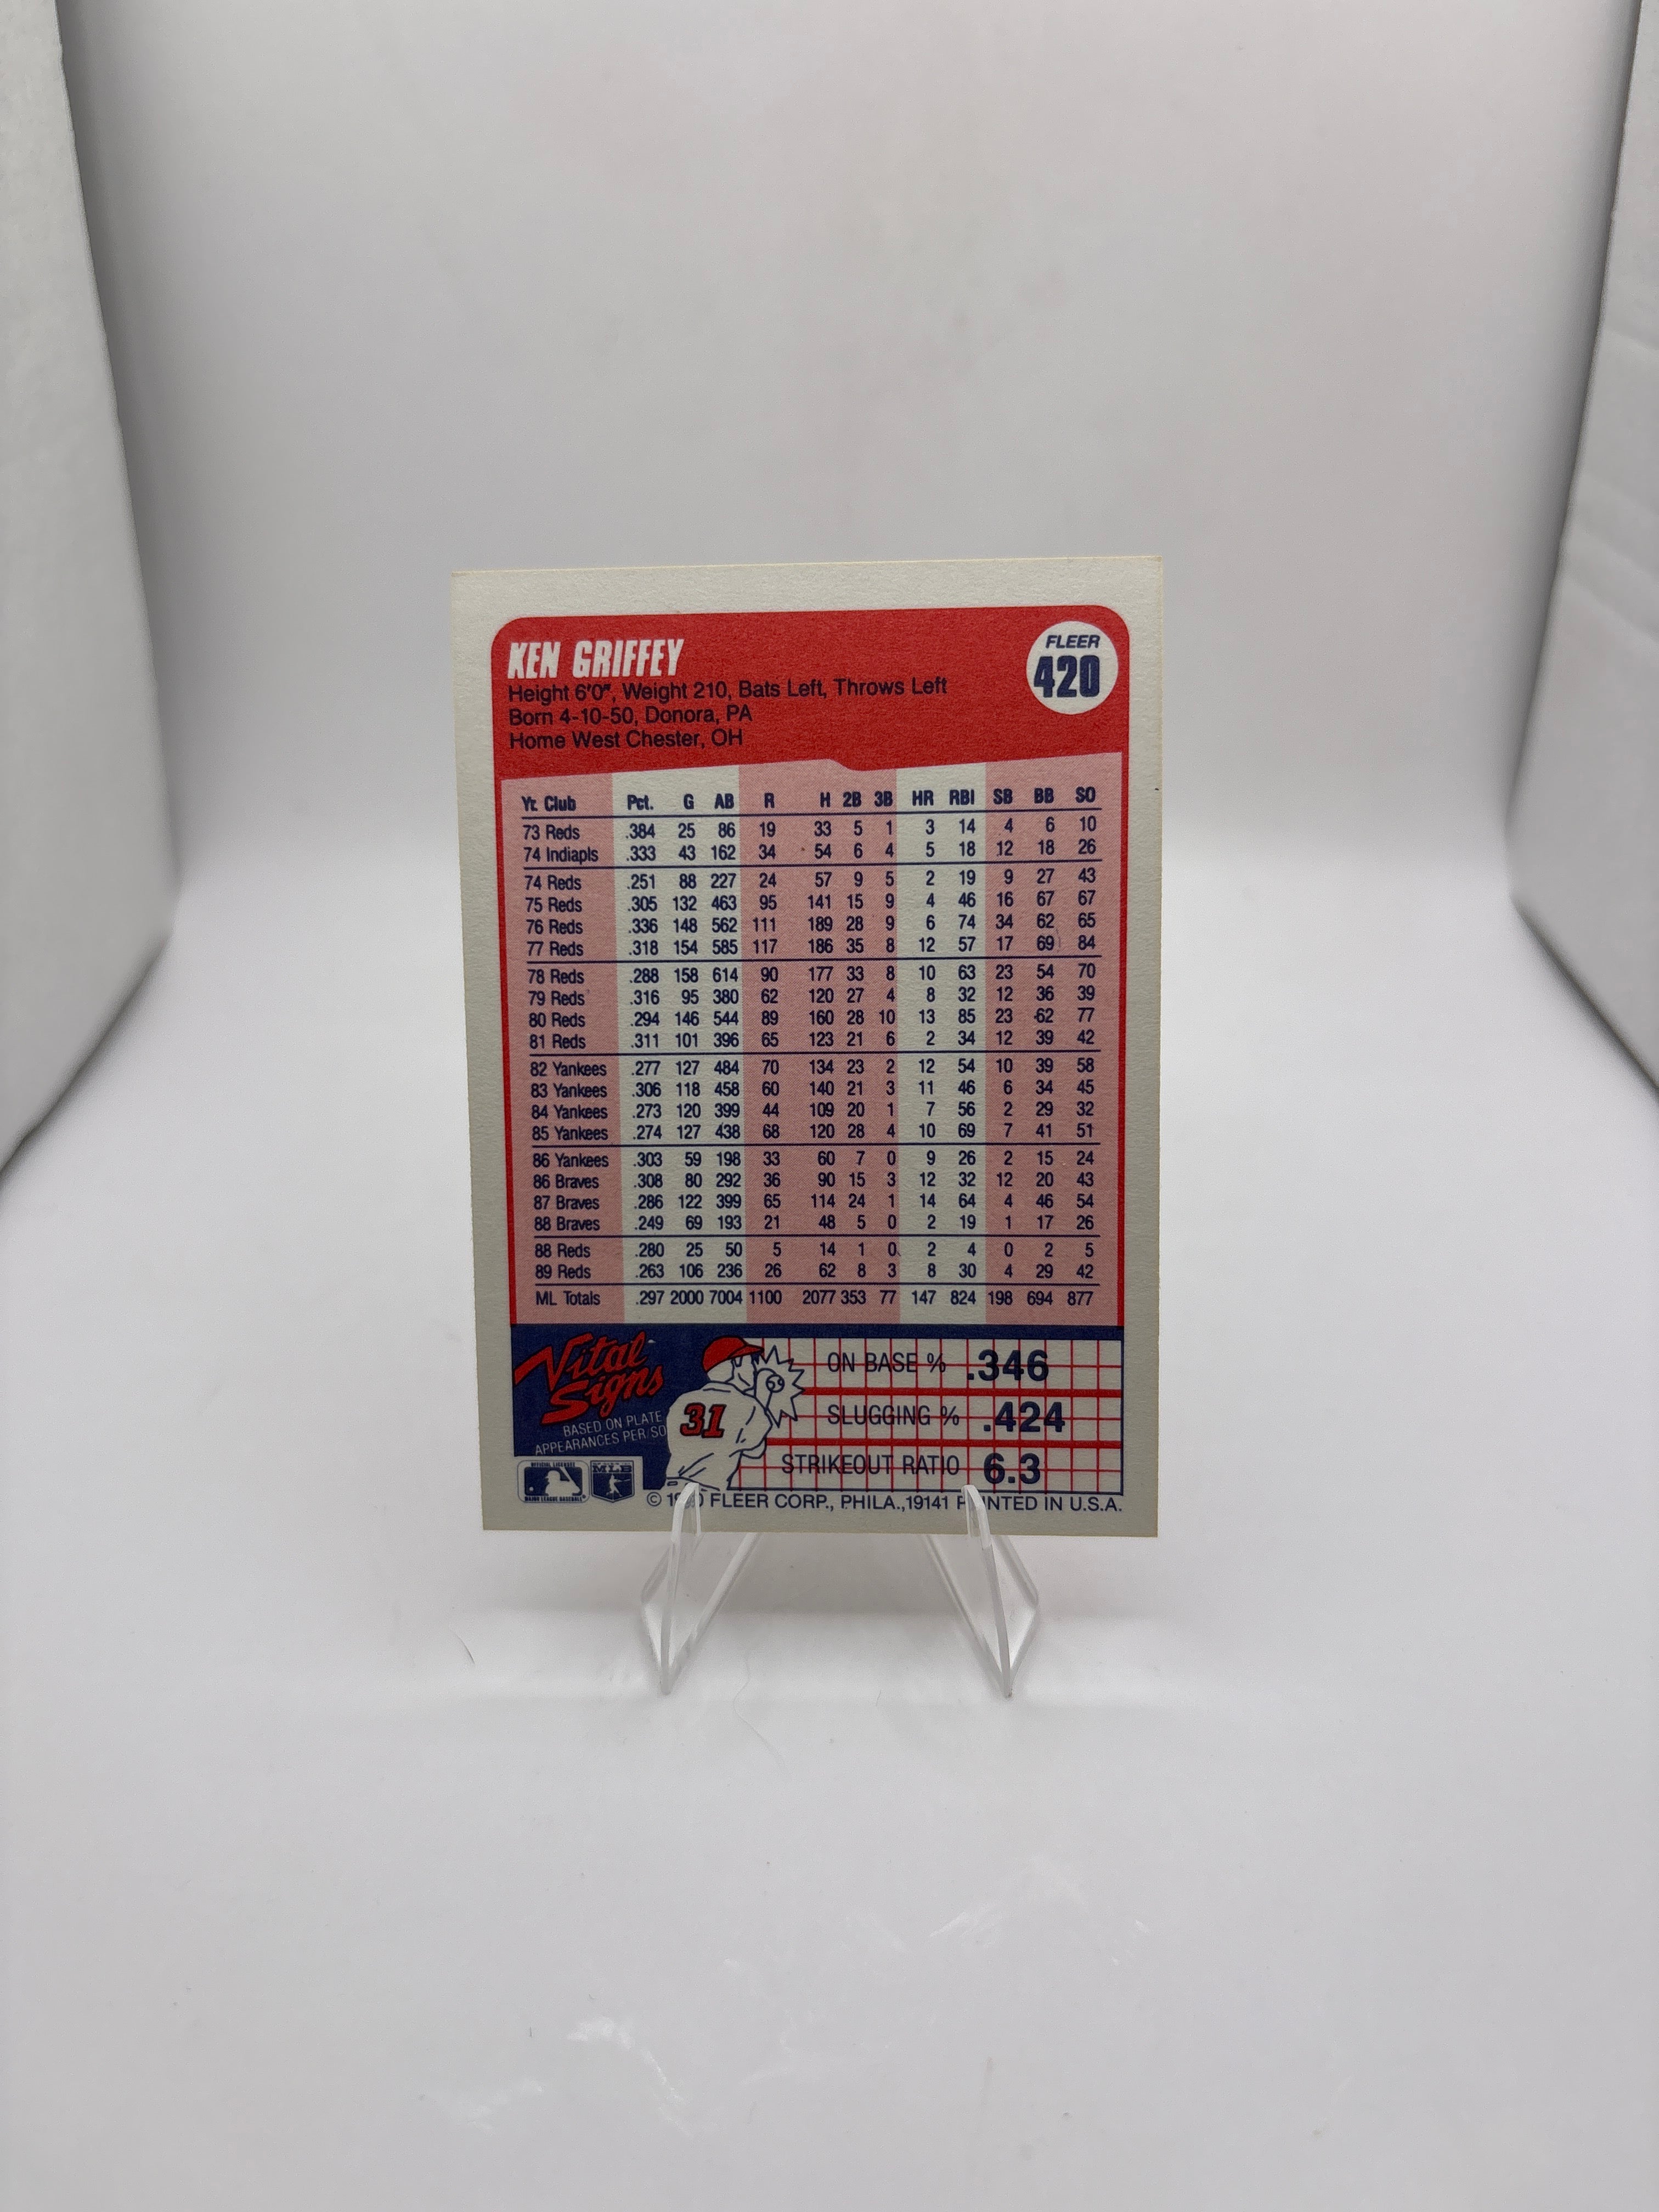 KEN GRIFFEY
FLEER
420
Height 6'0", Weight 210, Bats Left, Throws Left
Born 4-10-50, Donora, PA
Home West Chester, OH
Yr. Club Pct. G AB R H 2B 3B HR RBI SB BB SO
73 Reds .384 25 86 19 33 5 1 3 14 4 6 10
74 Indiapls .333 43 162 34 54 6 4 5 18 12 18 26
74 Reds .251 88 227 24 57 9 5 2 19 9 27 43
75 Reds .305 132 463 95 141 15 9 4 46 16 67 67
76 Reds .336 148 562 111 189 28 9 6 74 34 62 65
77 Reds .318 154 585 117 186 35 8 12 57 17 69 84
78 Reds .288 158 614 90 177 33 8 10 63 23 54 70
79 Reds .316 95 380 62 120 27 4 8 32 12 36 39
80 Reds .294 146 544 89 160 28 10 13 85 23 62 77
81 Reds .311 101 396 65 123 21 6 2 34 12 39 42
82 Yankees .277 127 484 70 134 23 2 12 54 10 39 58
83 Yankees .306 118 458 60 140 21 3 11 46 6 34 45
84 Yankees .273 120 399 44 109 20 1 7 56 2 29 32
85 Yankees .274 127 438 68 120 28 4 10 69 7 41 51
86 Yankees .303 59 198 33 60 7 0 9 26 2 15 24
86 Braves .308 80 292 36 90 15 3 12 32 12 20 43
87 Braves .286 122 399 65 114 24 1 14 64 4 46 54
88 Braves .249 69 193 21 48 5 0 2 19 1 17 26
88 Reds .280 25 50 5 14 1 0 2 4 0 2 5
89 Reds .263 106 236 26 62 8 3 8 30 4 29 42
ML Totals .297 2000 7004 1100 2077 353 77 147 824 198 694 877
Vital
Signs
BASED ON PLATE
APPEARANCES PER/SO
31
ON BASE % .346
SLUGGING % .424
STRIKEOUT RATIO 6.3
OFFICIAL LICENSEE
MAJOR LEAGUE BASEBALL
MLB
© FLEER CORP., PHILA.,19141 IN U.S.A.